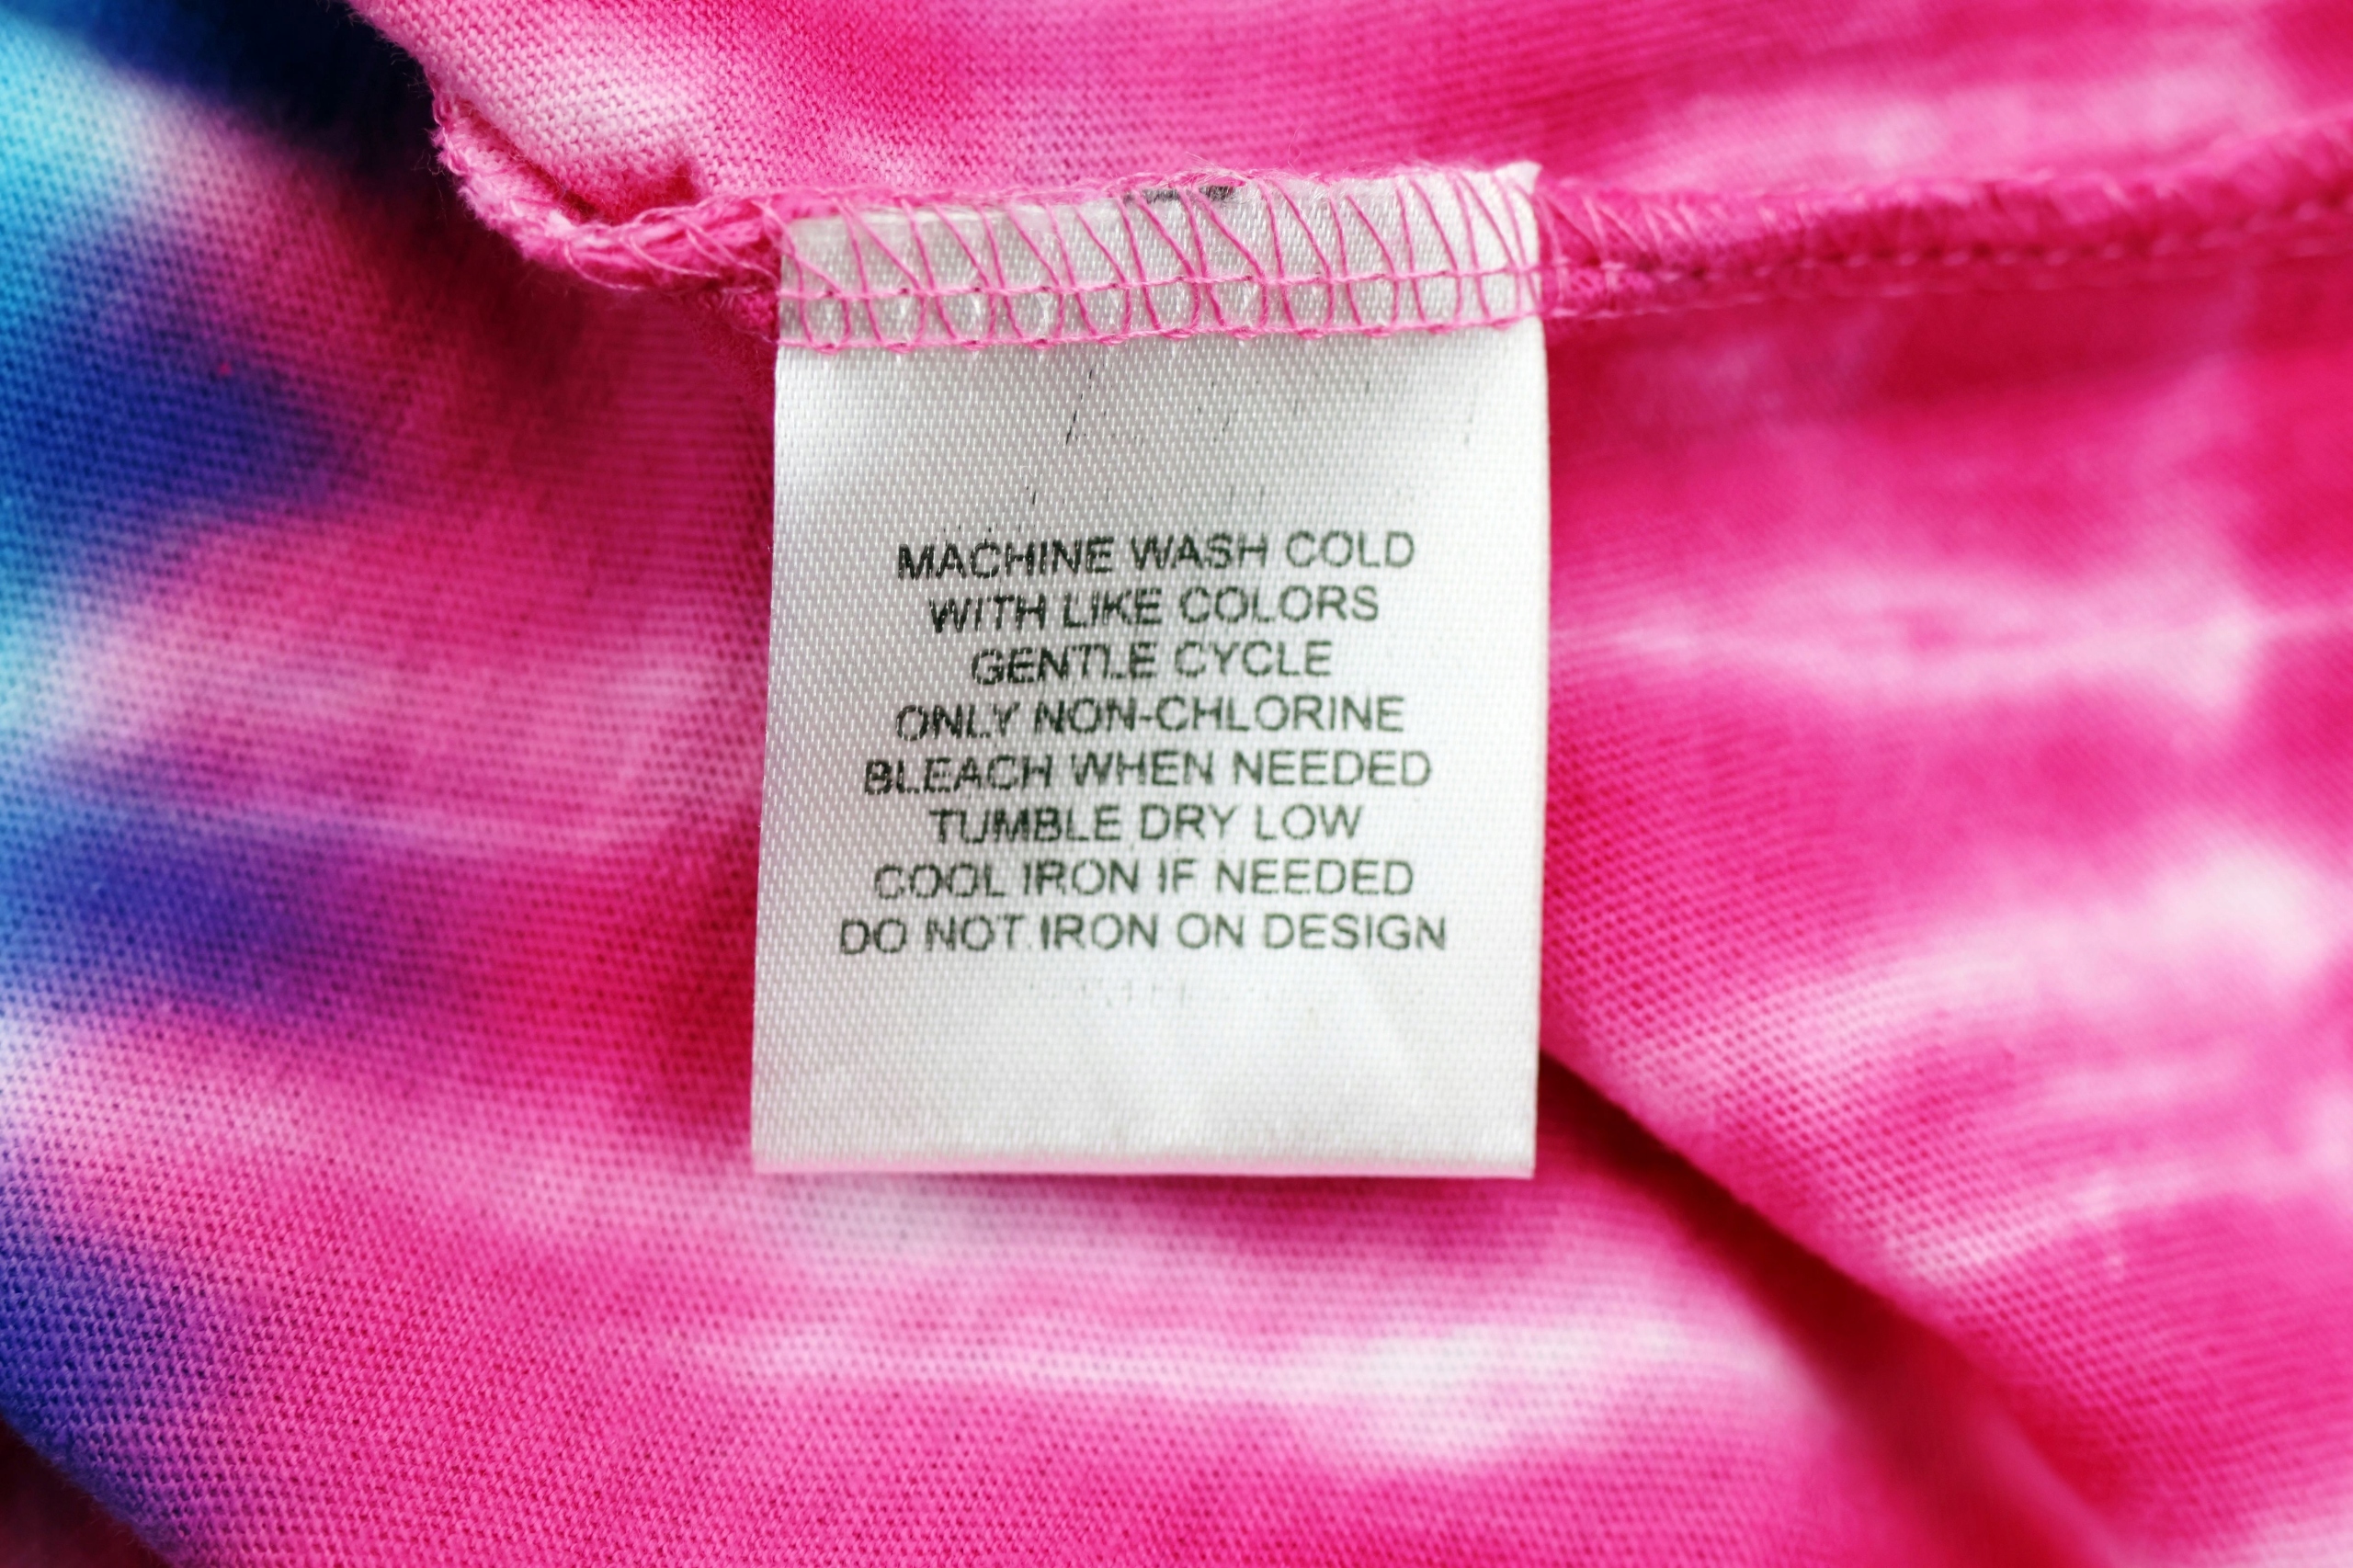 MACHINE WASH COLD
WITH LIKE COLORS
GENTLE CYCLE
ONLY NON-CHLORINE
BLEACH WHEN NEEDED
TUMBLE DRY LOW
COOL IRON IF NEEDED
DO NOT IRON ON DESIGN